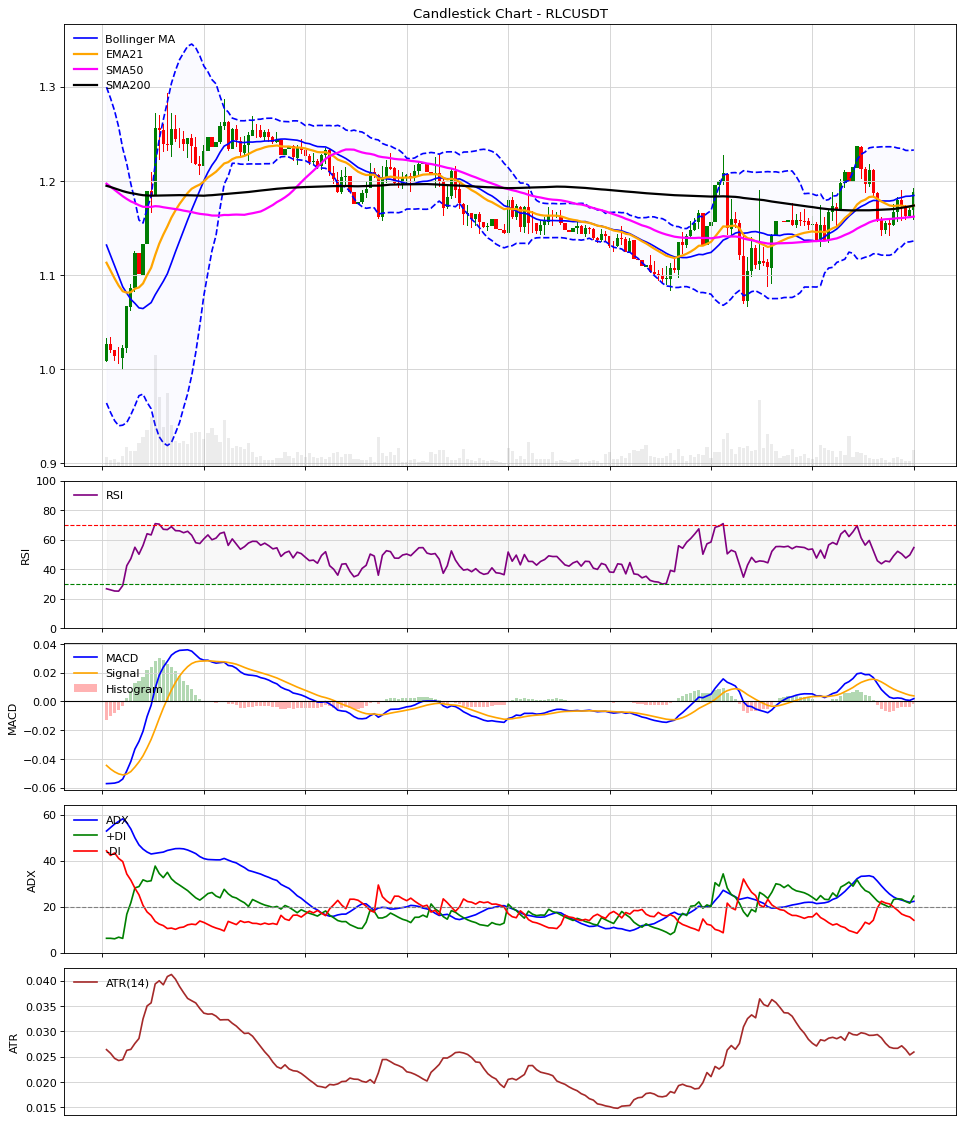 Candlestick Chart - RLCUSDT
Bollinger MA
EMA21
SMA50
SMA200
1.3
1.2
1.1
1.0
0.9
RSI
RSI
100
80
60
40
20
0
MACD
Signal
Histogram
MACD
0.04
0.02
0.00
−0.02
−0.04
−0.06
ADX
+DI
-DI
ADX
60
40
20
0
ATR(14)
ATR
0.040
0.035
0.030
0.025
0.020
0.015